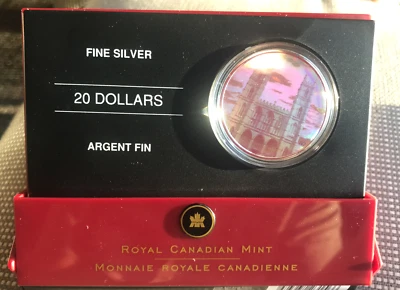 FINE SILVER
20 DOLLARS
ARGENT FIN
ROYAL CANADIAN MINT
MONNAIE ROYALE CANADIENNE